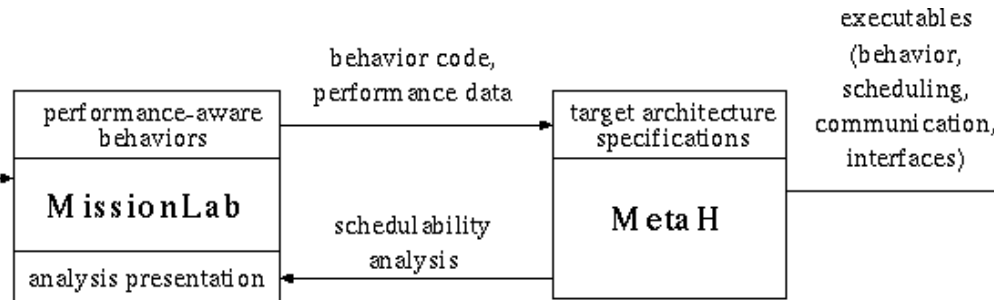 behavior code,
performance data
performance-aware
behaviors
MissionLab
analysis presentation
schedulability
analysis
target architecture
specifications
MetaH
executables
(behavior,
scheduling,
communication,
interfaces)